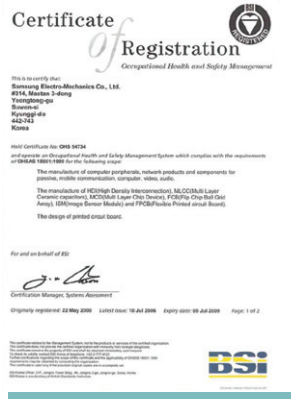 Certificate
of Registration
Occupational Health and Safety Management
BSI
REGISTERED
This is to certify that:
Samsung Electro-Mechanics Co., Ltd.
#314, Maetan 3-dong
Yeongtong-gu
Suwon-si
Kyunggi-do
442-743
Korea
Hold Certificate No: OHS 54734
and operate an Occupational Health and Safety Management System which complies with the requirements
of OHSAS 18001:1999 for the following scope:
The manufacture of computer peripherals, network products and components for
passive, mobile communication, computer, video, audio.
The manufacture of HDI(High Density Interconnection), MLCC(Multi Layer
Ceramic capacitors), MCD(Multi Layer Chip Device), FCB(Flip Chip Ball Grid
Array), ISM(Image Sensor Module) and FPCB(Flexible Printed circuit Board).
The design of printed circuit board.
For and on behalf of BSI:
Certification Manager, Systems Assessment
Originally registered: 22 May 2000 Latest Issue: 10 Jul 2006 Expiry date: 09 Jul 2009 Page: 1 of 2
BSi